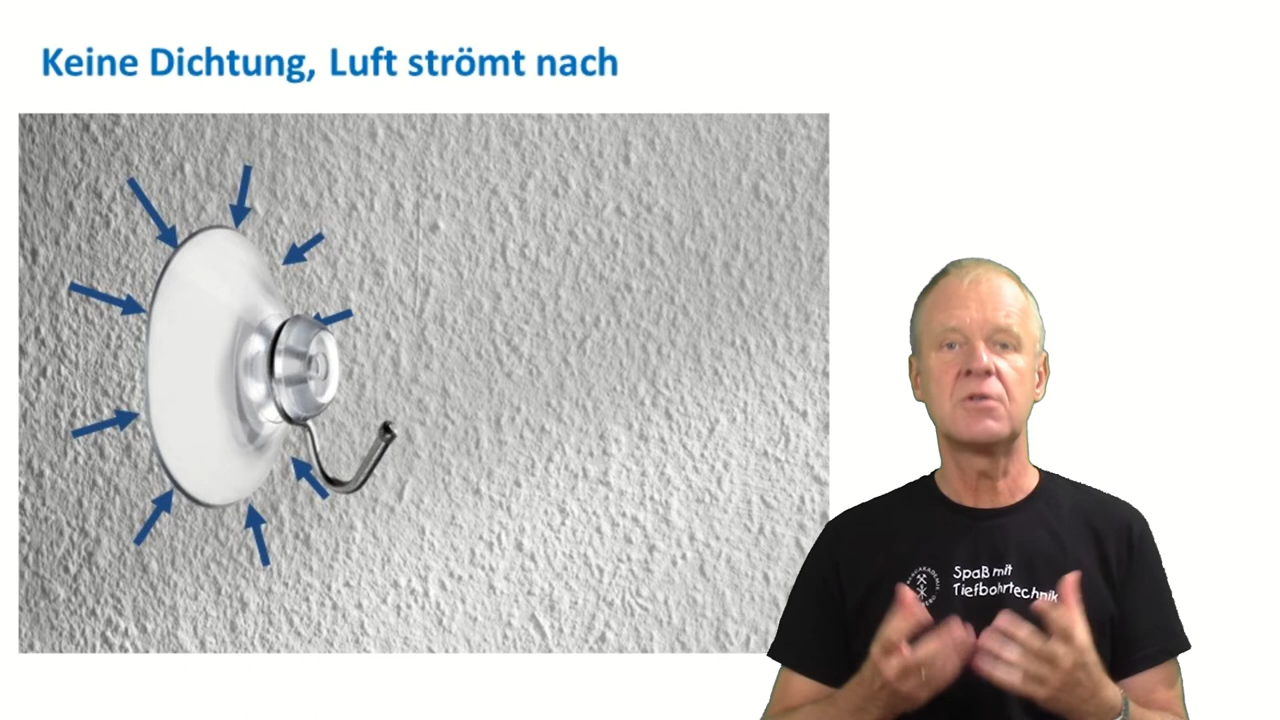 Keine Dichtung, Luft strömt nach
Spaß mit
Tiefbohrtechnik